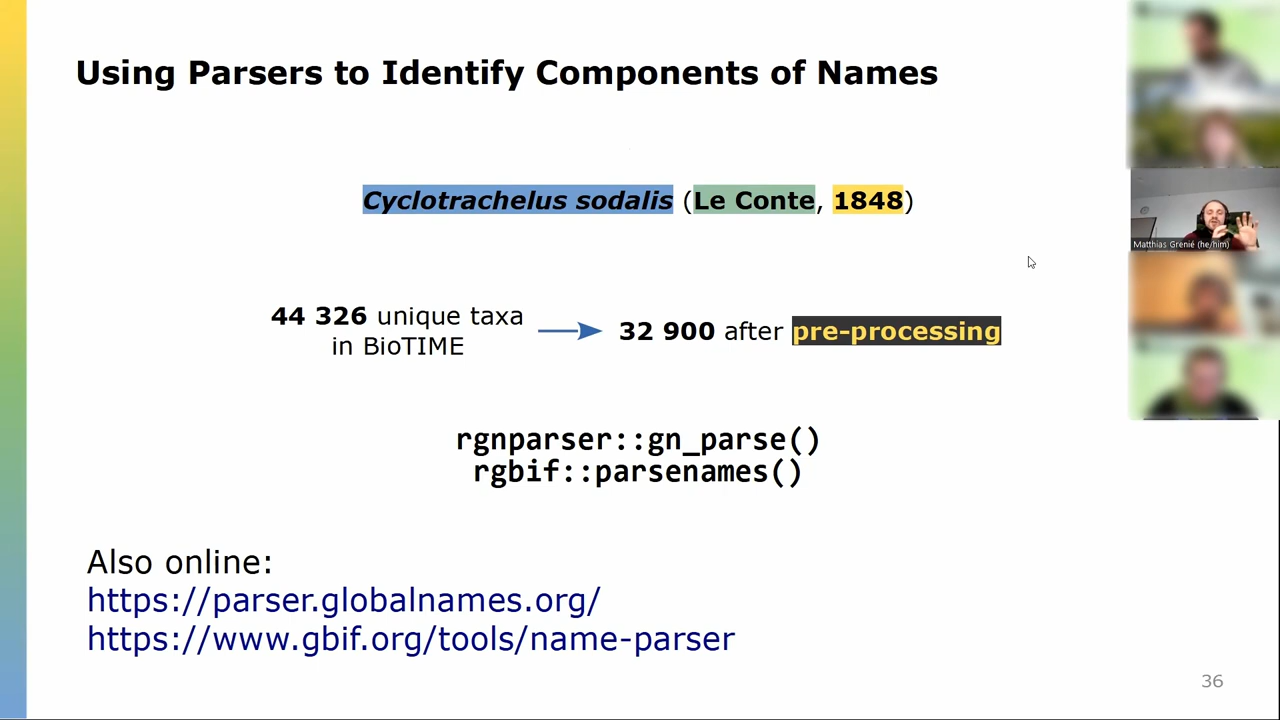 Using Parsers to Identify Components of Names
Cyclotrachelus sodalis (Le Conte, 1848)
44 326 unique taxa
in BioTIME
32 900 after pre-processing
rgnparser::gn_parse()
rgbif::parsenames()
Also online:
https://parser.globalnames.org/
https://www.gbif.org/tools/name-parser
36
Matthias Grenié (he/him)